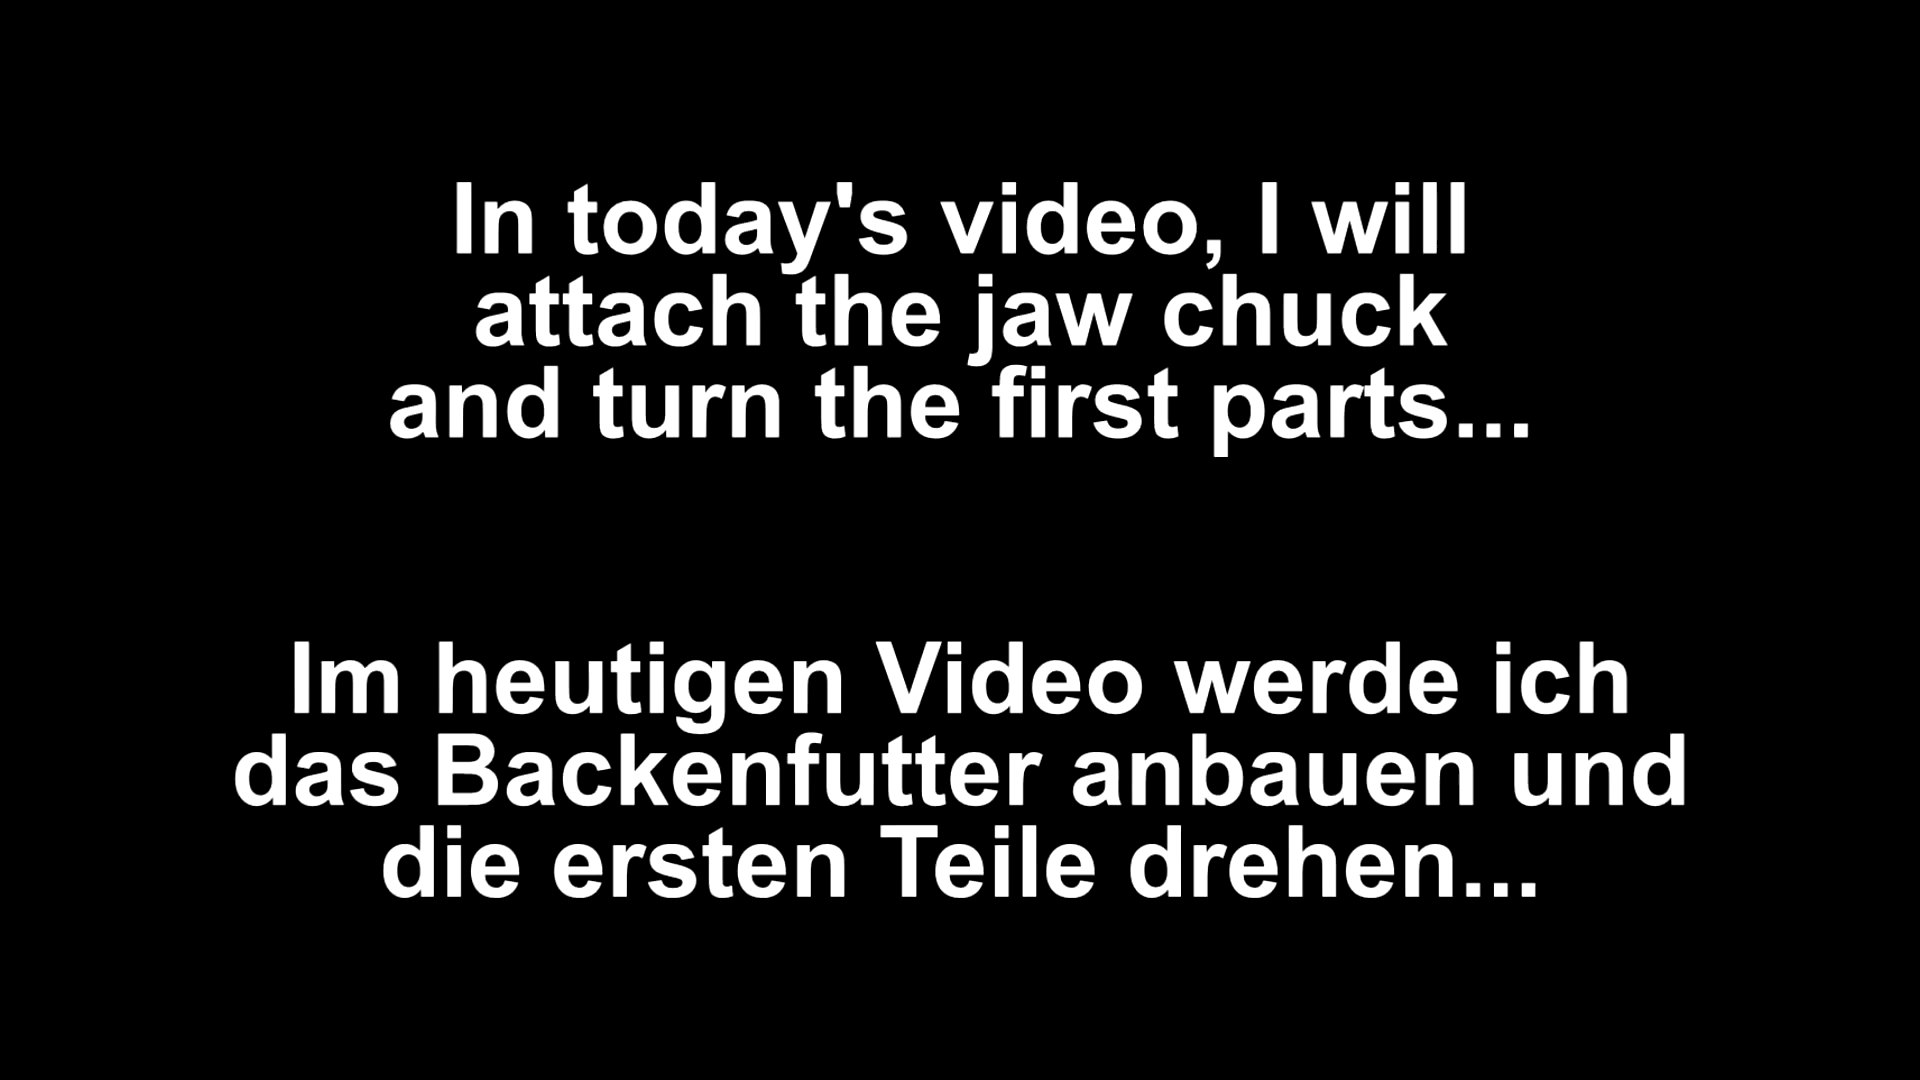 In today's video, I will
attach the jaw chuck
and turn the first parts...
Im heutigen Video werde ich
das Backenfutter anbauen und
die ersten Teile drehen...